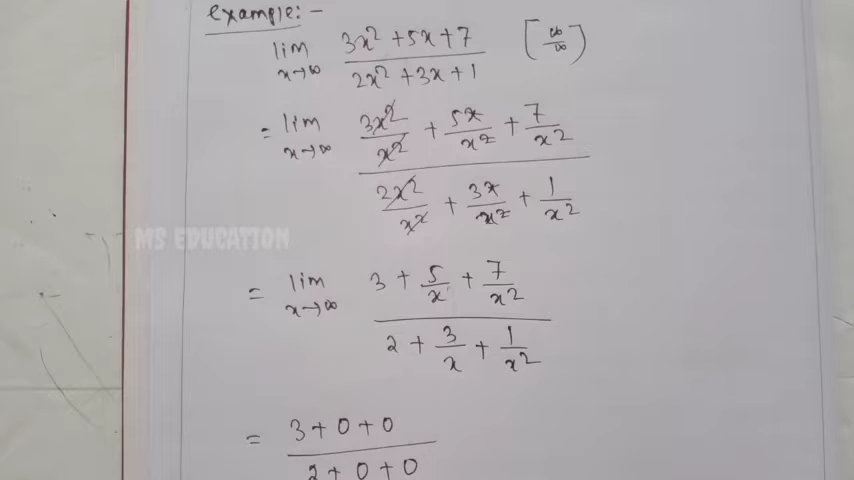 example:-
lim x→∞ (3x² + 5x + 7)/(2x² + 3x + 1) [∞/∞]
= lim x→∞ (3x²/x² + 5x/x² + 7/x²)/(2x²/x² + 3x/x² + 1/x²)
MS EDUCATION
= lim x→∞ (3 + 5/x + 7/x²)/(2 + 3/x + 1/x²)
= (3 + 0 + 0)/(2 + 0 + 0)